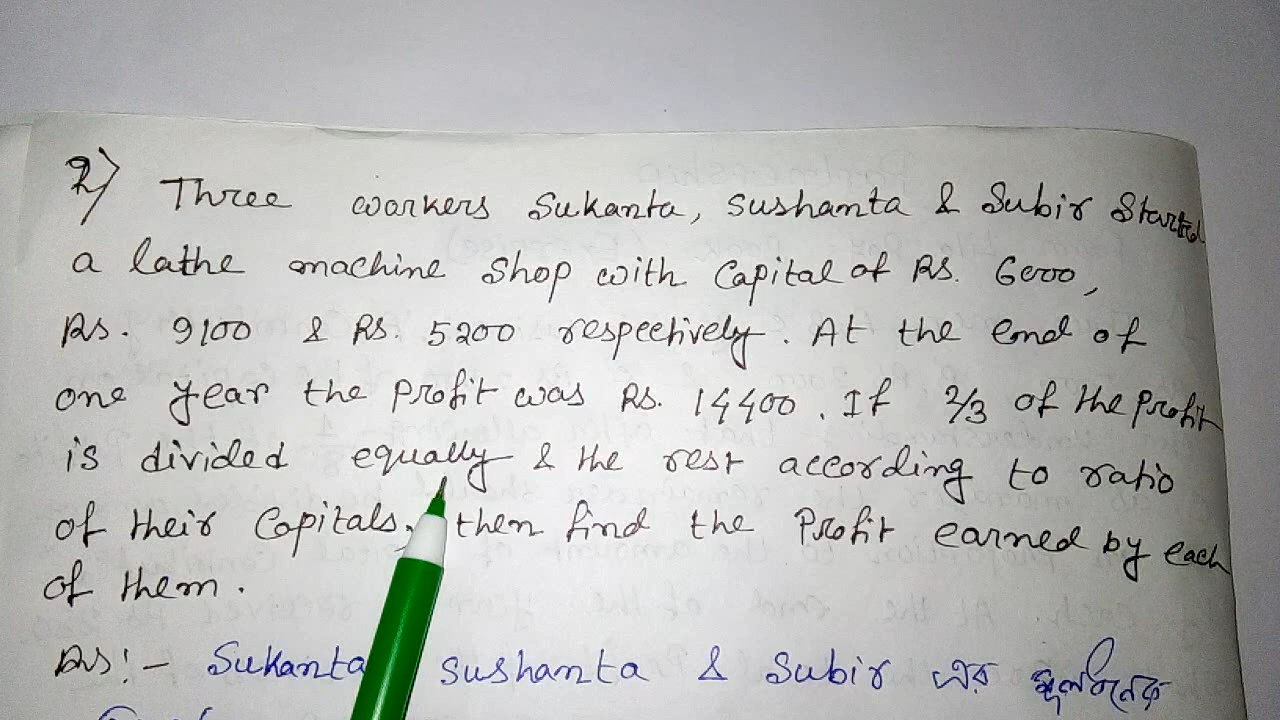 2) Three workers Sukanta, Sushanta & Subir Started
a lathe machine Shop with Capital of Rs. 6000,
Rs. 9100 & Rs. 5200 respectively. At the end of
one year the Profit was Rs. 14400. If 2/3 of the Profit
is divided equally & the rest according to ratio
of their Capitals, then find the Profit earned by each
of them.
As:- Sukanta Sushanta & Subir এর মূলধনের